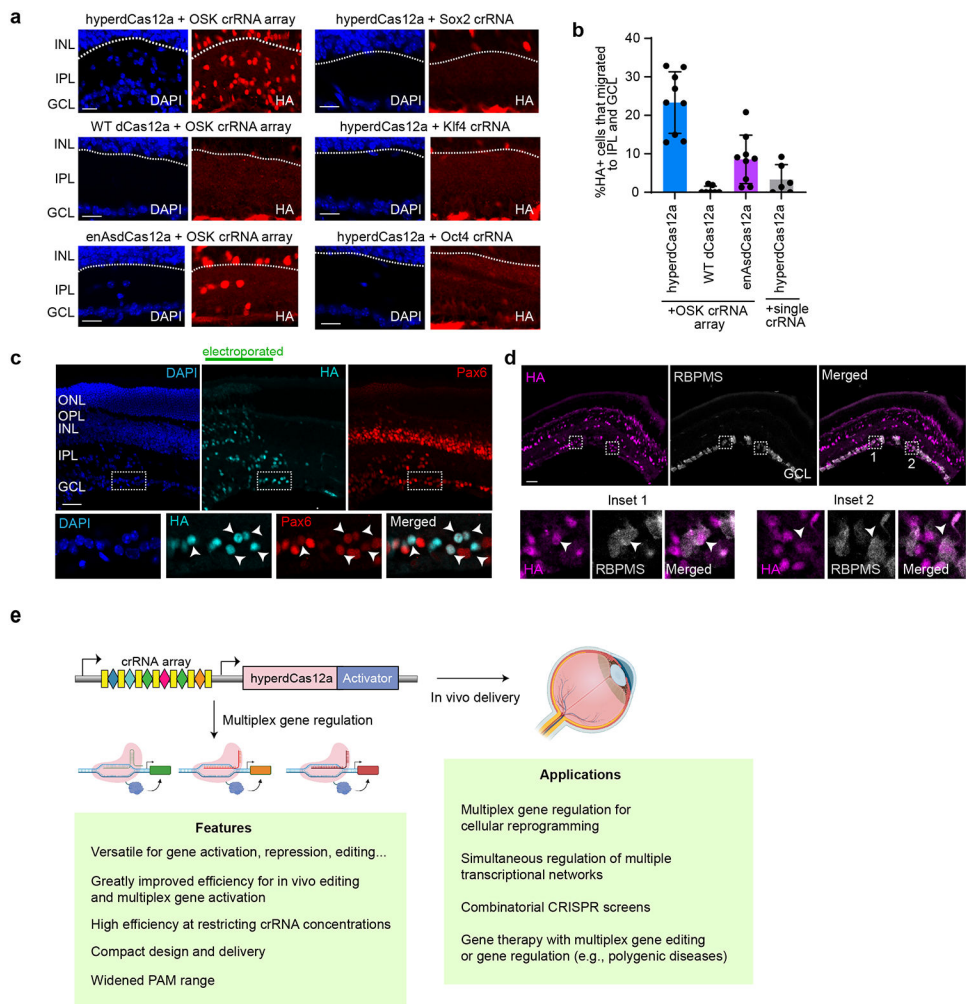 a
hyperdCas12a + OSK crRNA array
INL
IPL
GCL
DAPI
HA
hyperdCas12a + Sox2 crRNA
DAPI
HA
WT dCas12a + OSK crRNA array
INL
IPL
GCL
DAPI
HA
hyperdCas12a + Klf4 crRNA
DAPI
HA
enAsdCas12a + OSK crRNA array
INL
IPL
GCL
DAPI
HA
hyperdCas12a + Oct4 crRNA
DAPI
HA
b
%HA+ cells that migrated
to IPL and GCL
40
30
20
10
0
hyperdCas12a
WT dCas12a
enAsdCas12a
hyperdCas12a
+OSK crRNA
array
+single
crRNA
c
electroporated
DAPI
HA
Pax6
ONL
OPL
INL
IPL
GCL
DAPI
HA
Pax6
Merged
d
HA
RBPMS
Merged
GCL
1
2
Inset 1
Inset 2
HA
RBPMS
Merged
HA
RBPMS
Merged
e
crRNA array
hyperdCas12a
Activator
In vivo delivery
Multiplex gene regulation
Features
Versatile for gene activation, repression, editing...
Greatly improved efficiency for in vivo editing
and multiplex gene activation
High efficiency at restricting crRNA concentrations
Compact design and delivery
Widened PAM range
Applications
Multiplex gene regulation for
cellular reprogramming
Simultaneous regulation of multiple
transcriptional networks
Combinatorial CRISPR screens
Gene therapy with multiplex gene editing
or gene regulation (e.g., polygenic diseases)